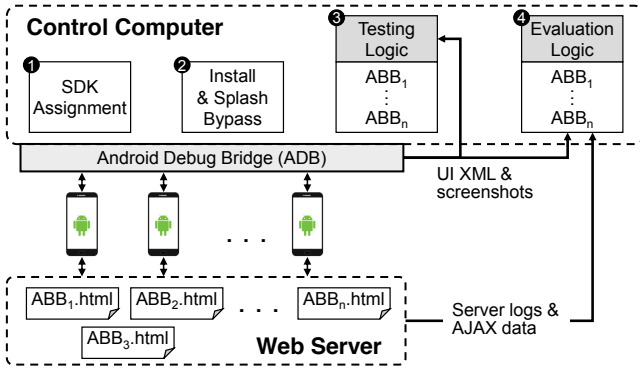 Control Computer
1
SDK
Assignment
2
Install
& Splash
Bypass
3
Testing
Logic
ABB1
⋮
ABBn
4
Evaluation
Logic
ABB1
⋮
ABBn
Android Debug Bridge (ADB)
UI XML &
screenshots
. . .
ABB1.html
ABB2.html
. . .
ABBn.html
ABB3.html
Web Server
Server logs &
AJAX data